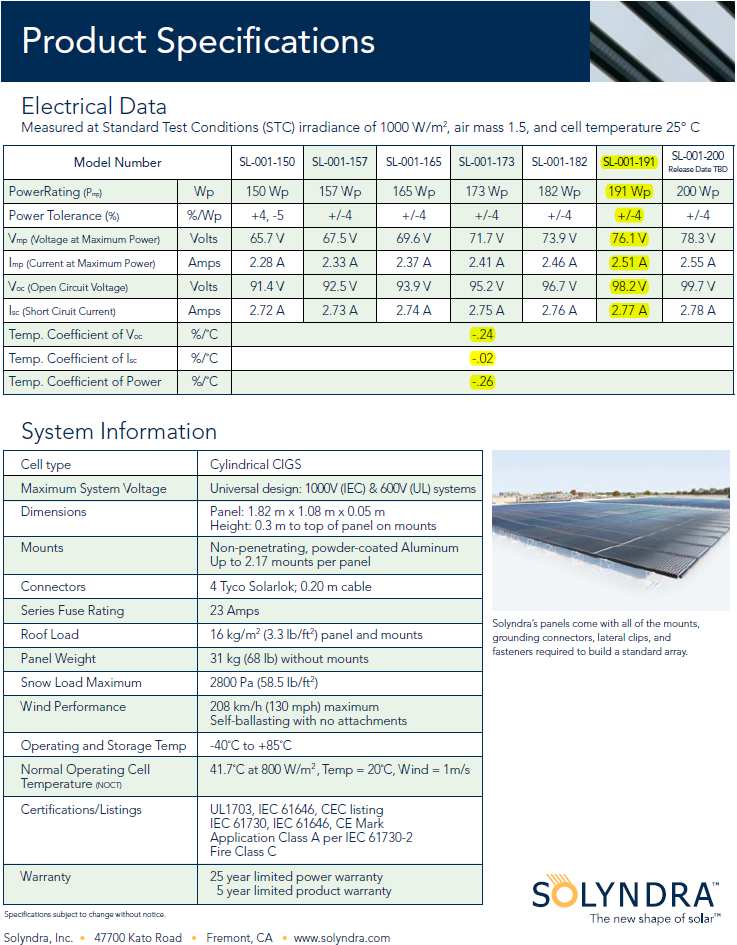 Product Specifications
Electrical Data
Measured at Standard Test Conditions (STC) irradiance of 1000 W/m², air mass 1.5, and cell temperature 25° C
Model Number SL-001-150 SL-001-157 SL-001-165 SL-001-173 SL-001-182 SL-001-191 SL-001-200 Release Date TBD
PowerRating (Pmp) Wp 150 Wp 157 Wp 165 Wp 173 Wp 182 Wp 191 Wp 200 Wp
Power Tolerance (%) %/Wp +4, -5 +/-4 +/-4 +/-4 +/-4 +/-4 +/-4
Vmp (Voltage at Maximum Power) Volts 65.7 V 67.5 V 69.6 V 71.7 V 73.9 V 76.1 V 78.3 V
Imp (Current at Maximum Power) Amps 2.28 A 2.33 A 2.37 A 2.41 A 2.46 A 2.51 A 2.55 A
Voc (Open Circuit Voltage) Volts 91.4 V 92.5 V 93.9 V 95.2 V 96.7 V 98.2 V 99.7 V
Isc (Short Ciruit Current) Amps 2.72 A 2.73 A 2.74 A 2.75 A 2.76 A 2.77 A 2.78 A
Temp. Coefficient of Voc %/°C -.24
Temp. Coefficient of Isc %/°C -.02
Temp. Coefficient of Power %/°C -.26
System Information
Cell type Cylindrical CIGS
Maximum System Voltage Universal design: 1000V (IEC) & 600V (UL) systems
Dimensions Panel: 1.82 m x 1.08 m x 0.05 m
Height: 0.3 m to top of panel on mounts
Mounts Non-penetrating, powder-coated Aluminum
Up to 2.17 mounts per panel
Connectors 4 Tyco Solarlok; 0.20 m cable
Series Fuse Rating 23 Amps
Roof Load 16 kg/m² (3.3 lb/ft²) panel and mounts
Panel Weight 31 kg (68 lb) without mounts
Snow Load Maximum 2800 Pa (58.5 lb/ft²)
Wind Performance 208 km/h (130 mph) maximum
Self-ballasting with no attachments
Operating and Storage Temp -40°C to +85°C
Normal Operating Cell 41.7°C at 800 W/m², Temp = 20°C, Wind = 1m/s
Temperature (NOCT)
Certifications/Listings UL1703, IEC 61646, CEC listing
IEC 61730, IEC 61646, CE Mark
Application Class A per IEC 61730-2
Fire Class C
Warranty 25 year limited power warranty
5 year limited product warranty
Solyndra's panels come with all of the mounts,
grounding connectors, lateral clips, and
fasteners required to build a standard array.
SOLYNDRA™
The new shape of solar™
Specifications subject to change without notice.
Solyndra, Inc. • 47700 Kato Road • Fremont, CA • www.solyndra.com